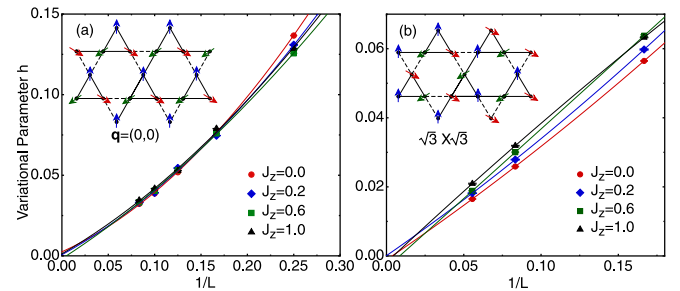 Variational Parameter h
(a)
q=(0,0)
J_z=0.0
J_z=0.2
J_z=0.6
J_z=1.0
0.15
0.10
0.05
0.00
0.00 0.05 0.10 0.15 0.20 0.25 0.30
1/L
(b)
√3 X√3
J_z=0.0
J_z=0.2
J_z=0.6
J_z=1.0
0.06
0.04
0.02
0.00
0.00 0.05 0.10 0.15
1/L